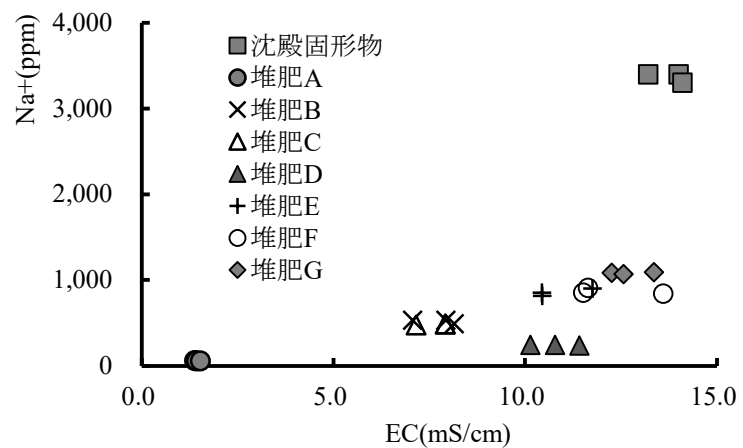 4,000
3,000
2,000
1,000
0
Na+(ppm)
沈殿固形物
堆肥A
堆肥B
堆肥C
堆肥D
堆肥E
堆肥F
堆肥G
0.0 5.0 10.0 15.0
EC(mS/cm)